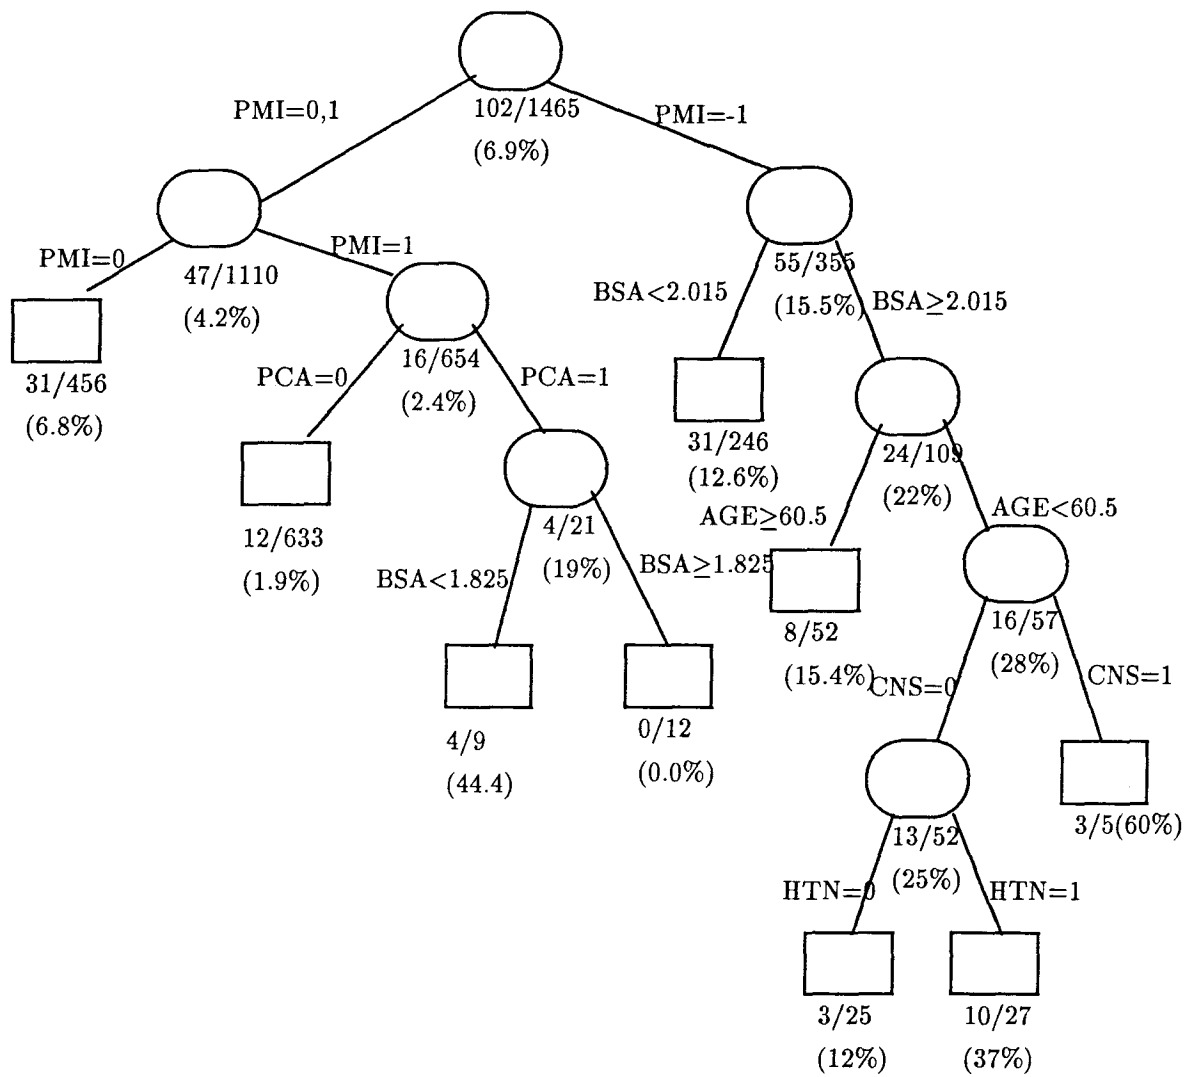 102/1465
(6.9%)
PMI=0,1
PMI=-1
47/1110
(4.2%)
55/355
(15.5%)
PMI=0
PMI=1
BSA<2.015
BSA≥2.015
31/456
(6.8%)
16/654
(2.4%)
PCA=0
PCA=1
31/246
(12.6%)
24/109
(22%)
AGE≥60.5
AGE<60.5
12/633
(1.9%)
4/21
(19%)
BSA<1.825
BSA≥1.825
8/52
(15.4%)
16/57
(28%)
CNS=0
CNS=1
4/9
(44.4)
0/12
(0.0%)
13/52
(25%)
3/5(60%)
HTN=0
HTN=1
3/25
(12%)
10/27
(37%)